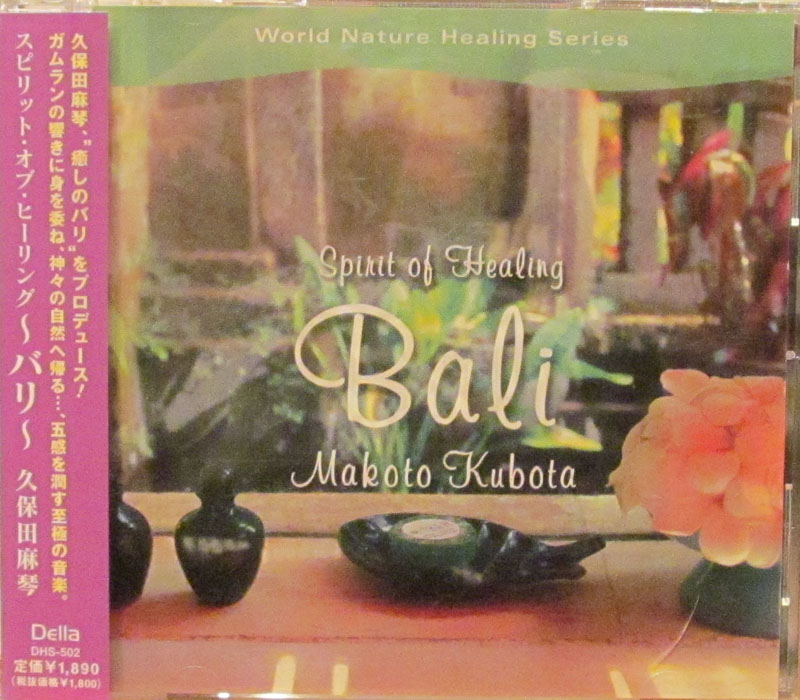 World Nature Healing Series
Spirit of Healing
Bali
Makoto Kubota
久保田麻琴、"癒しのバリ"をプロデュース!
ガムランの響きに身を委ね、神々の自然へ帰る…、五感を潤す至極の音楽。
スピリット・オブ・ヒーリング〜バリ〜 久保田麻琴
Della
DHS-502
定価¥1,890
(税抜価格¥1,800)